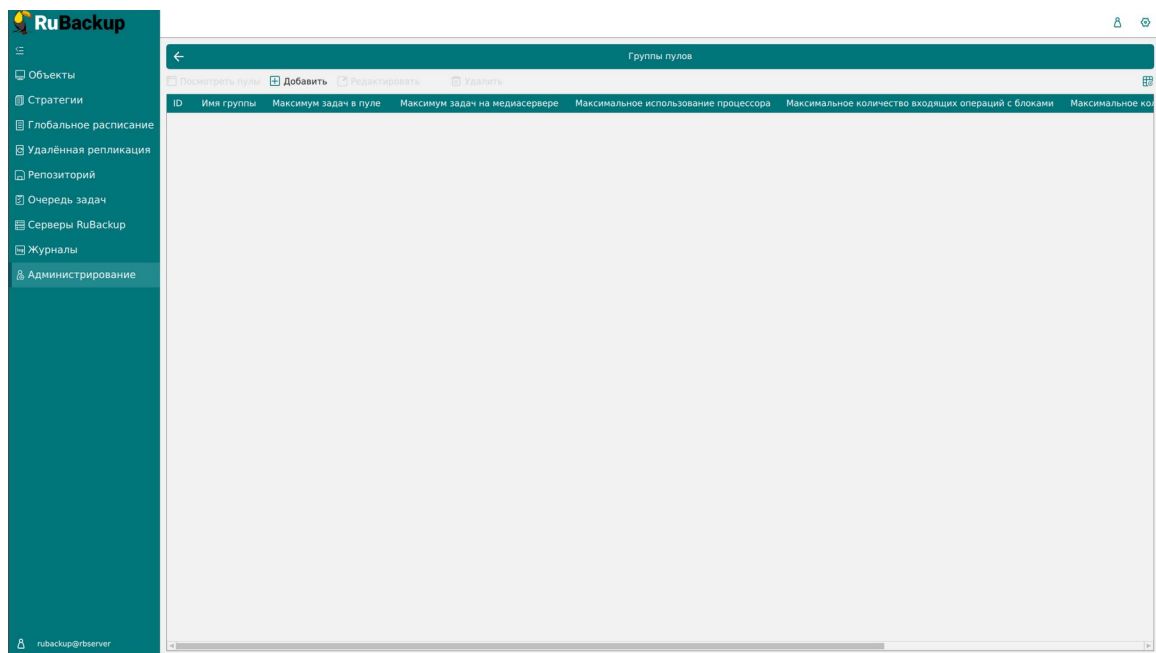 RuBackup
Объекты
Стратегии
Глобальное расписание
Удалённая репликация
Репозиторий
Очередь задач
Серверы RuBackup
Журналы
Администрирование
rubackup@rbserver
Группы пулов
Посмотреть пулы Добавить Редактировать Удалить
ID Имя группы Максимум задач в пуле Максимум задач на медиасервере Максимальное использование процессора Максимальное количество входящих операций с блоками Максимальное кол